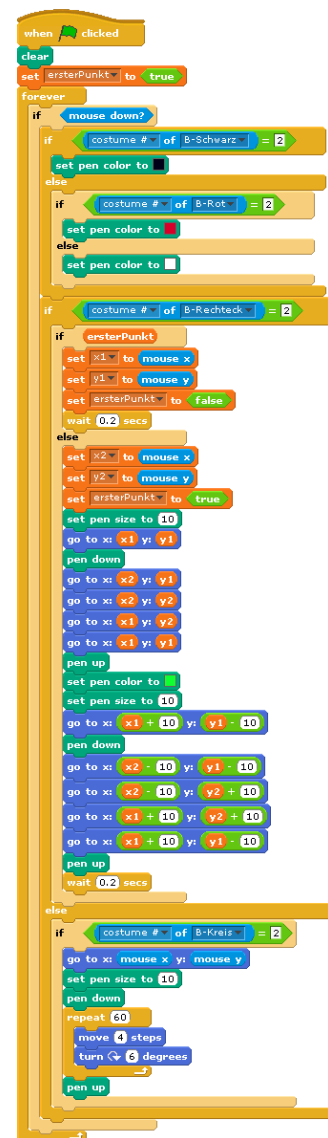 when clicked
clear
set ersterPunkt to true
forever
if mouse down?
if costume # of B-Schwarz = 2
set pen color to
else
if costume # of B-Rot = 2
set pen color to
else
set pen color to
if costume # of B-Rechteck = 2
if ersterPunkt
set x1 to mouse x
set y1 to mouse y
set ersterPunkt to false
wait 0.2 secs
else
set x2 to mouse x
set y2 to mouse y
set ersterPunkt to true
set pen size to 10
go to x: x1 y: y1
pen down
go to x: x2 y: y1
go to x: x2 y: y2
go to x: x1 y: y2
go to x: x1 y: y1
pen up
set pen color to
set pen size to 10
go to x: x1 + 10 y: y1 - 10
pen down
go to x: x2 - 10 y: y1 - 10
go to x: x2 - 10 y: y2 + 10
go to x: x1 + 10 y: y2 + 10
go to x: x1 + 10 y: y1 - 10
pen up
wait 0.2 secs
else
if costume # of B-Kreis = 2
go to x: mouse x y: mouse y
set pen size to 10
pen down
repeat 60
move 4 steps
turn 6 degrees
pen up